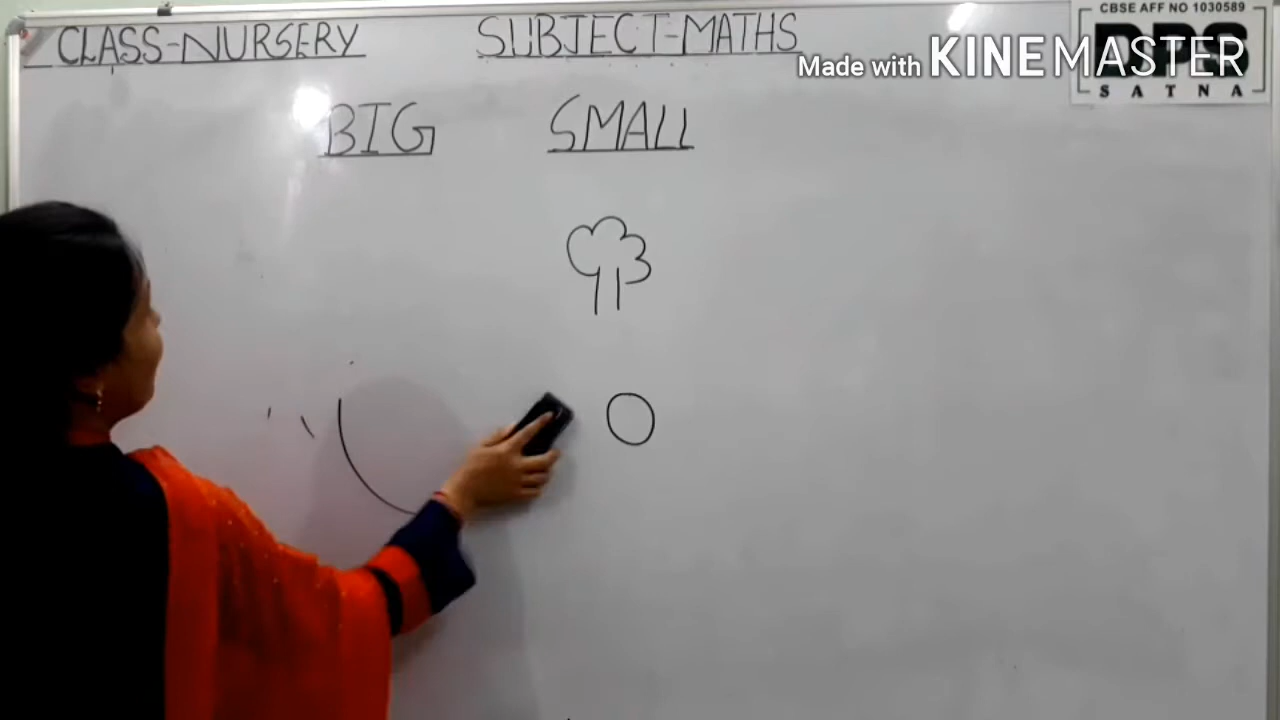 CLASS-NURSERY SUBJECT-MATHS
CBSE AFF NO 1030589
DPS
SATNA
Made with KINEMASTER
BIG SMALL